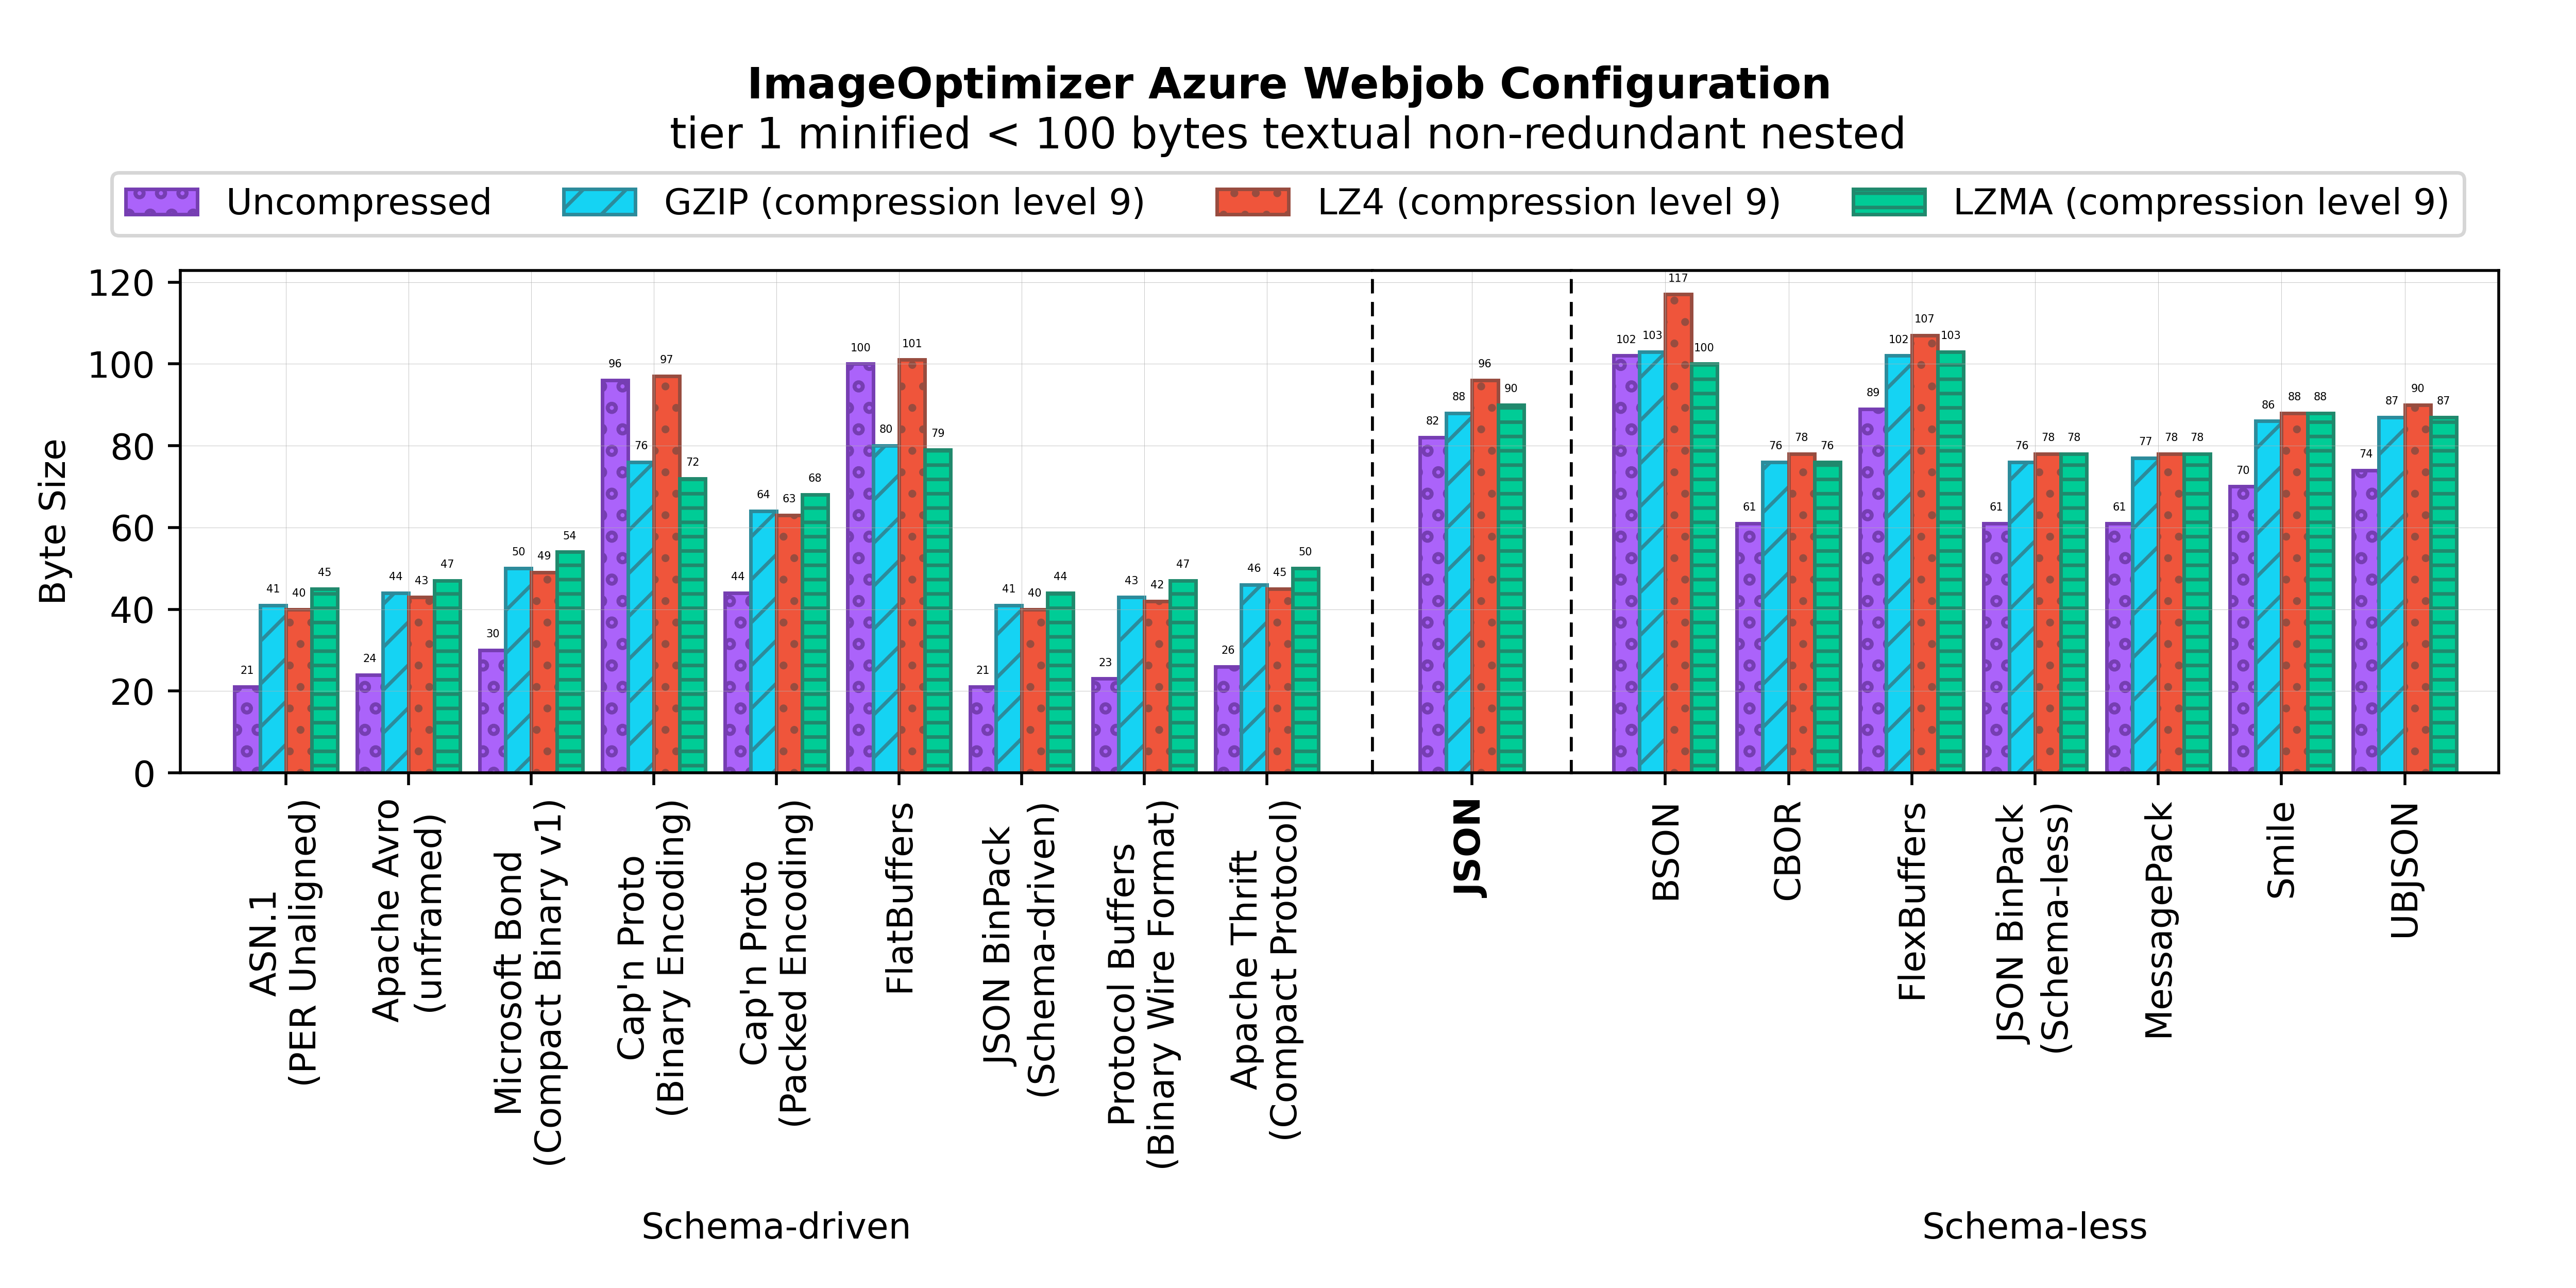 ImageOptimizer Azure Webjob Configuration
tier 1 minified < 100 bytes textual non-redundant nested
Uncompressed GZIP (compression level 9) LZ4 (compression level 9) LZMA (compression level 9)
Byte Size
120
100
80
60
40
20
0
21 41 40 45
24 44 43 47
30 50 49 54
96 76 97 72
44 64 63 68
100 80 101 79
21 41 40 44
23 43 42 47
26 46 45 50
82 88 96 90
102 103 117 100
61 76 78 76
89 102 107 103
61 76 78 78
61 77 78 78
70 86 88 88
74 87 90 87
ASN.1
(PER Unaligned)
Apache Avro
(unframed)
Microsoft Bond
(Compact Binary v1)
Cap'n Proto
(Binary Encoding)
Cap'n Proto
(Packed Encoding)
FlatBuffers
JSON BinPack
(Schema-driven)
Protocol Buffers
(Binary Wire Format)
Apache Thrift
(Compact Protocol)
JSON
BSON
CBOR
FlexBuffers
JSON BinPack
(Schema-less)
MessagePack
Smile
UBJSON
Schema-driven
Schema-less